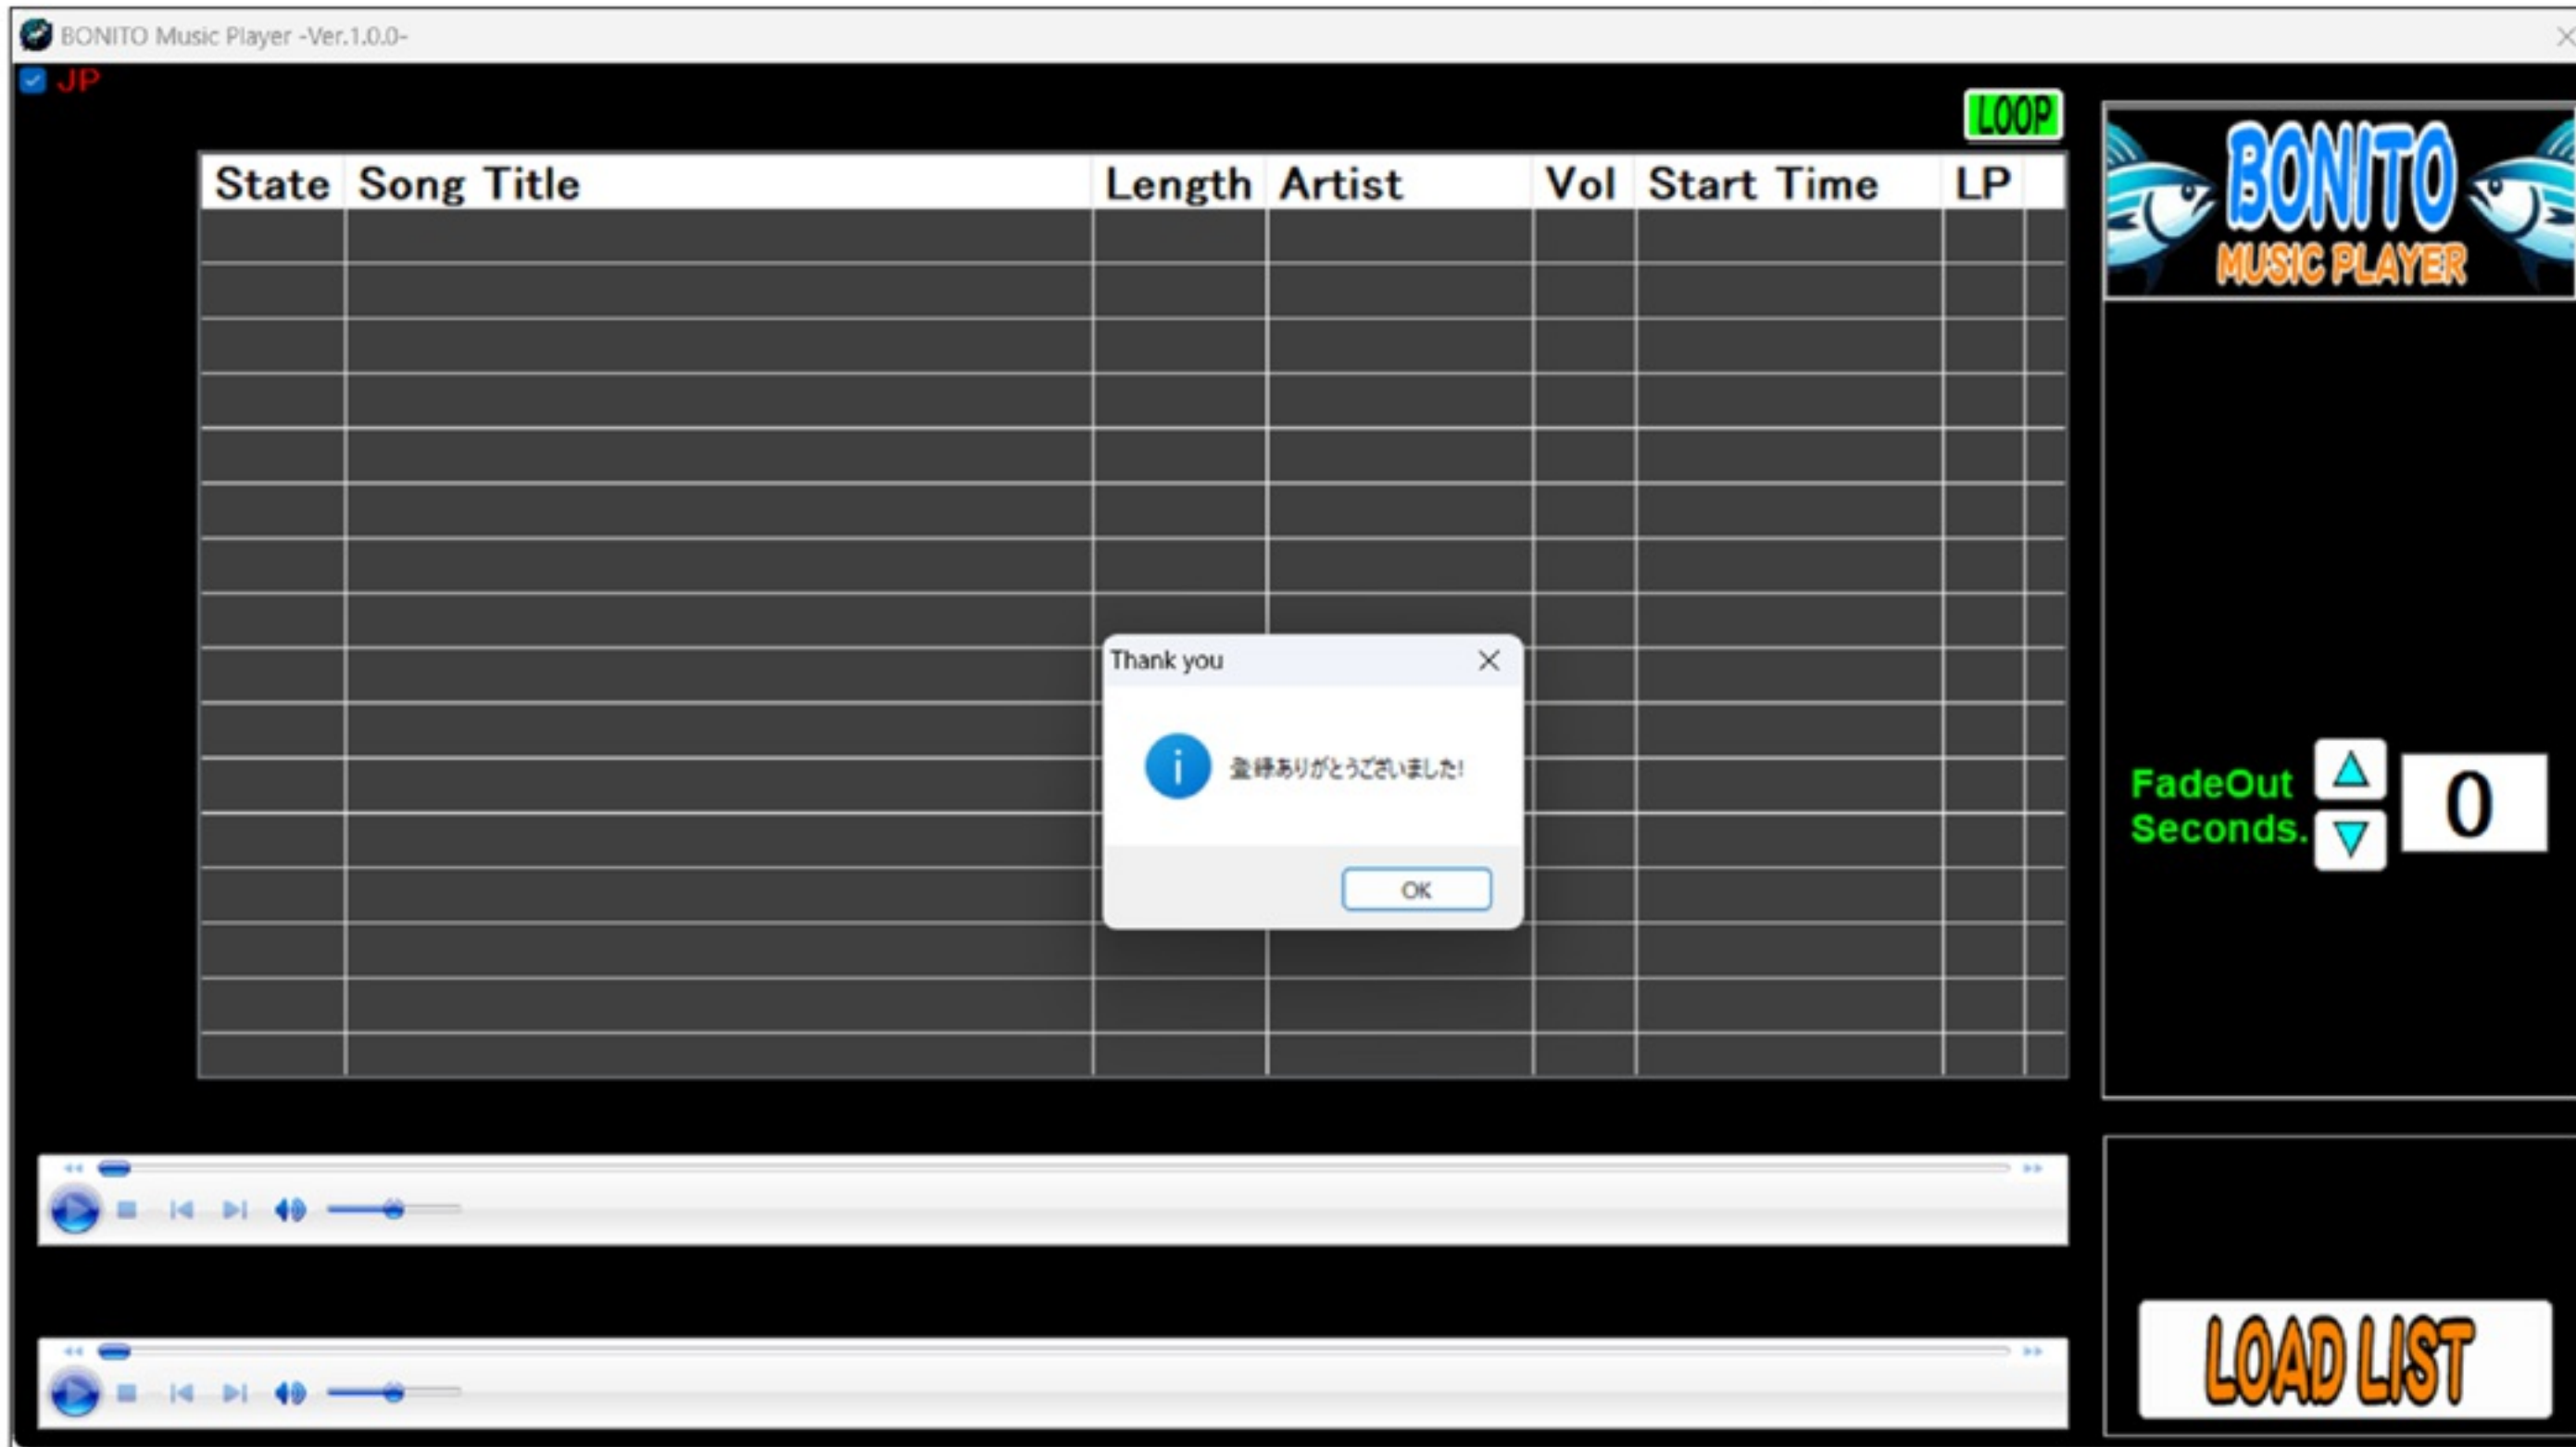 BONITO Music Player -Ver.1.0.0-
JP
LOOP
State Song Title Length Artist Vol Start Time LP
BONITO
MUSIC PLAYER
Thank you
登録ありがとうございました!
OK
FadeOut
Seconds.
0
LOAD LIST